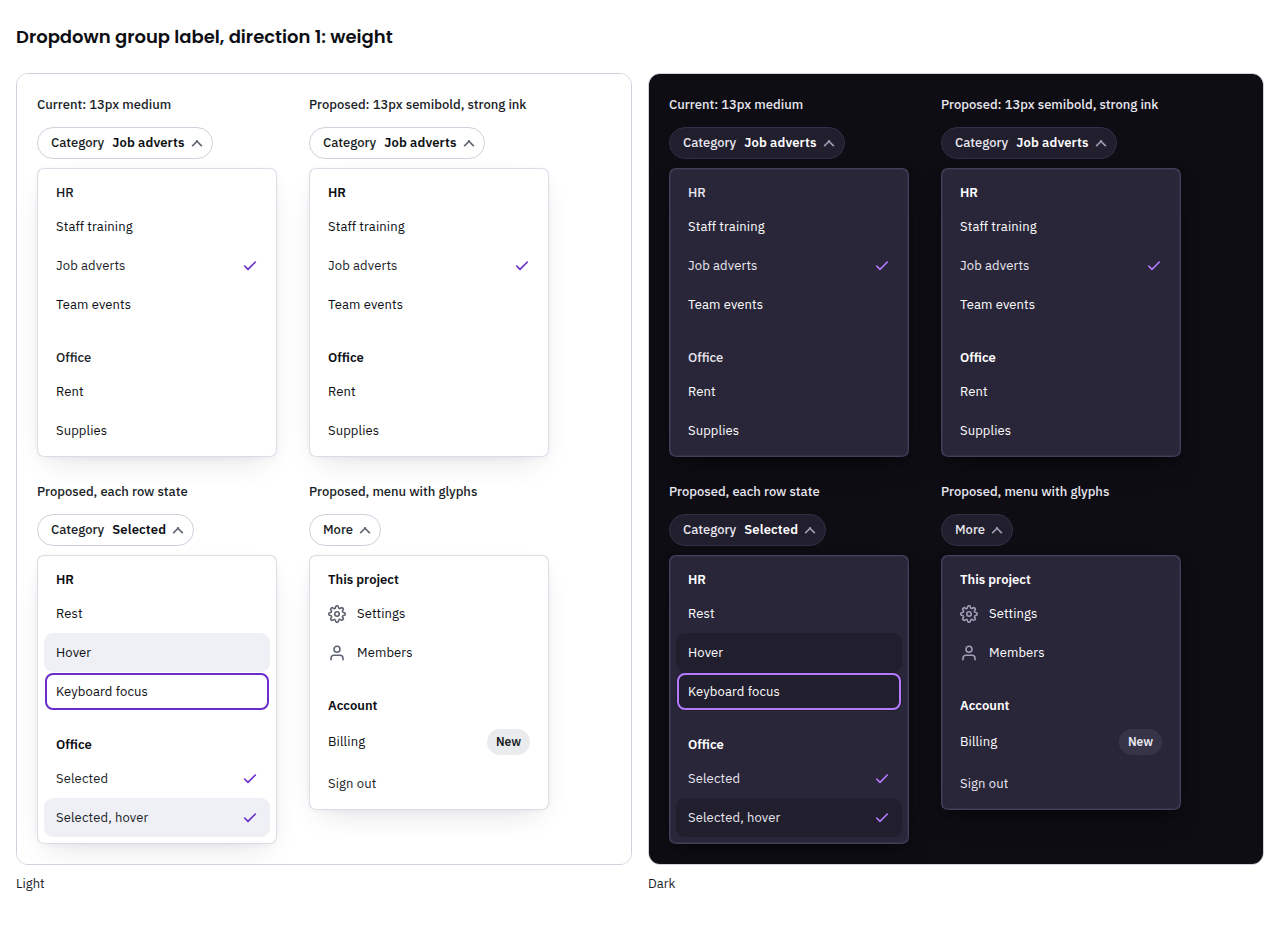 Dropdown group label, direction 1: weight
Current: 13px medium
Category Job adverts
HR
Staff training
Job adverts
Team events
Office
Rent
Supplies
Proposed: 13px semibold, strong ink
Category Job adverts
HR
Staff training
Job adverts
Team events
Office
Rent
Supplies
Proposed, each row state
Category Selected
HR
Rest
Hover
Keyboard focus
Office
Selected
Selected, hover
Proposed, menu with glyphs
More
This project
Settings
Members
Account
Billing New
Sign out
Light
Current: 13px medium
Category Job adverts
HR
Staff training
Job adverts
Team events
Office
Rent
Supplies
Proposed: 13px semibold, strong ink
Category Job adverts
HR
Staff training
Job adverts
Team events
Office
Rent
Supplies
Proposed, each row state
Category Selected
HR
Rest
Hover
Keyboard focus
Office
Selected
Selected, hover
Proposed, menu with glyphs
More
This project
Settings
Members
Account
Billing New
Sign out
Dark